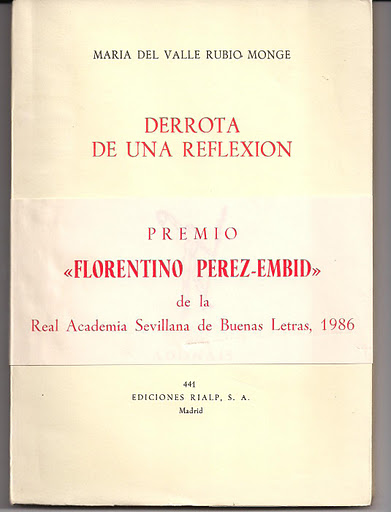 MARIA DEL VALLE RUBIO MONGE
DERROTA
DE UNA REFLEXION
PREMIO
«FLORENTINO PEREZ-EMBID»
de la
Real Academia Sevillana de Buenas Letras, 1986
ADONAIS
441
EDICIONES RIALP, S. A.
Madrid